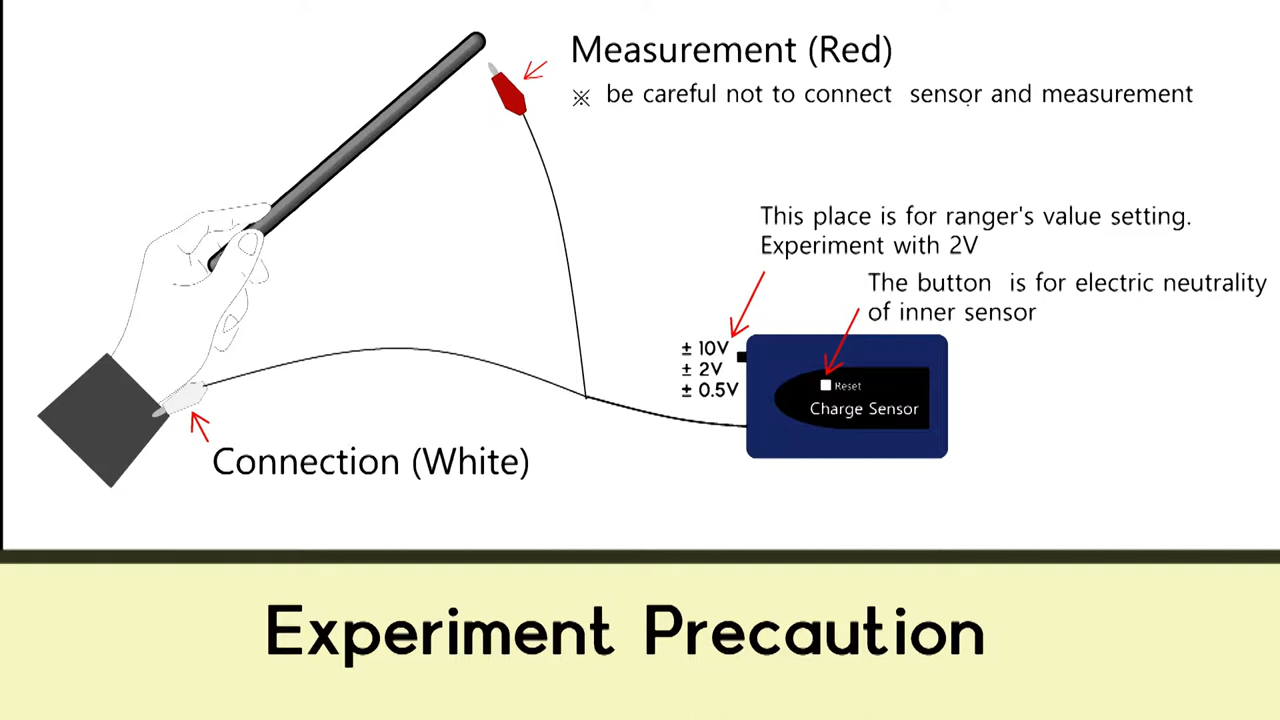 Measurement (Red)
※ be careful not to connect sensor and measurement
This place is for ranger's value setting.
Experiment with 2V
The button is for electric neutrality
of inner sensor
± 10V
± 2V
± 0.5V
Reset
Charge Sensor
Connection (White)
Experiment Precaution